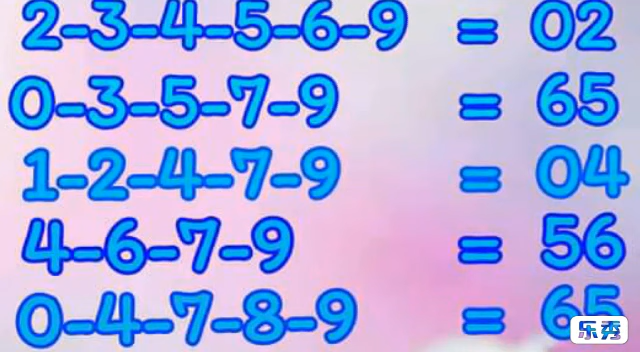 2-3-4-5-6-9 = 02
0-3-5-7-9 = 65
1-2-4-7-9 = 04
4-6-7-9 = 56
0-4-7-8-9 = 65
乐秀